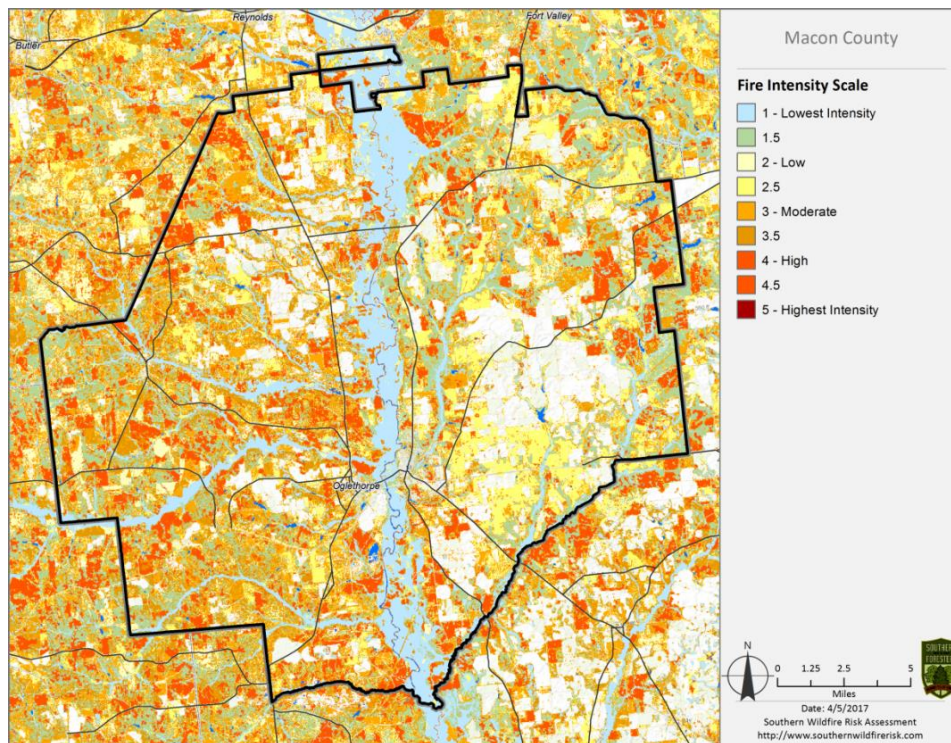 Reynolds
Fort Valley
Butler
Oglethorpe
Macon County
Fire Intensity Scale
1 - Lowest Intensity
1.5
2 - Low
2.5
3 - Moderate
3.5
4 - High
4.5
5 - Highest Intensity
N
0 1.25 2.5 5
Miles
Date: 4/5/2017
Southern Wildfire Risk Assessment
http://www.southernwildfirerisk.com
SOUTHERN